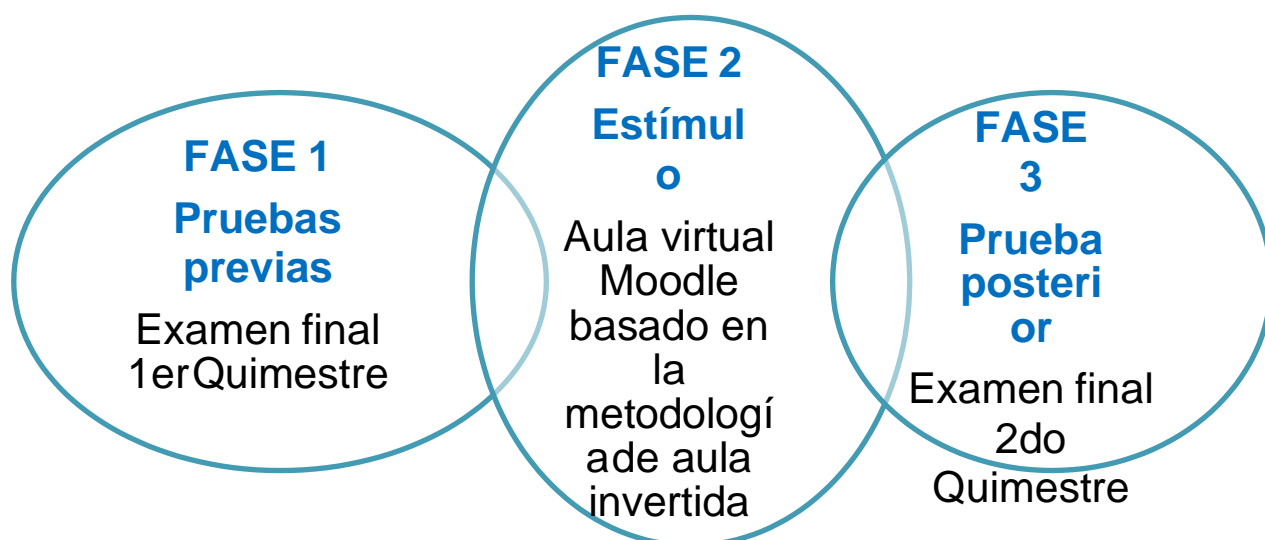 FASE 1
Pruebas
previas
Examen final
1erQuimestre
FASE 2
Estímul
o
Aula virtual
Moodle
basado en
la
metodologí
ade aula
invertida
FASE
3
Prueba
posteri
or
Examen final
2do
Quimestre